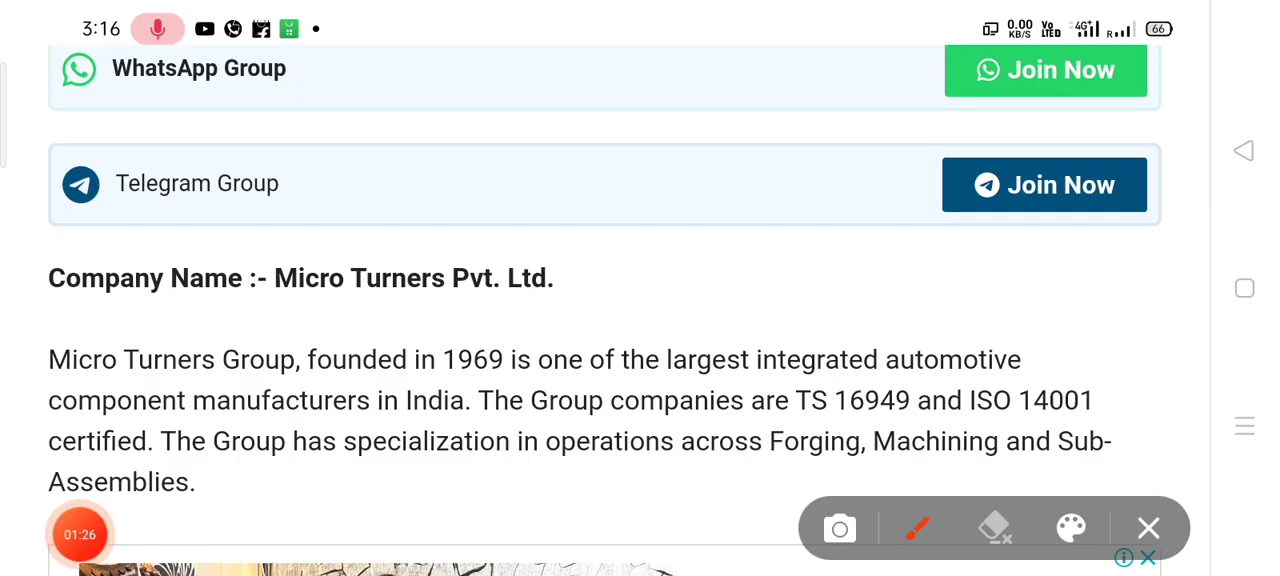 3:16 0.00 KB/S Vo LTED 4G+ R 66
WhatsApp Group Join Now
Telegram Group Join Now
Company Name :- Micro Turners Pvt. Ltd.
Micro Turners Group, founded in 1969 is one of the largest integrated automotive
component manufacturers in India. The Group companies are TS 16949 and ISO 14001
certified. The Group has specialization in operations across Forging, Machining and Sub-
Assemblies.
01:26